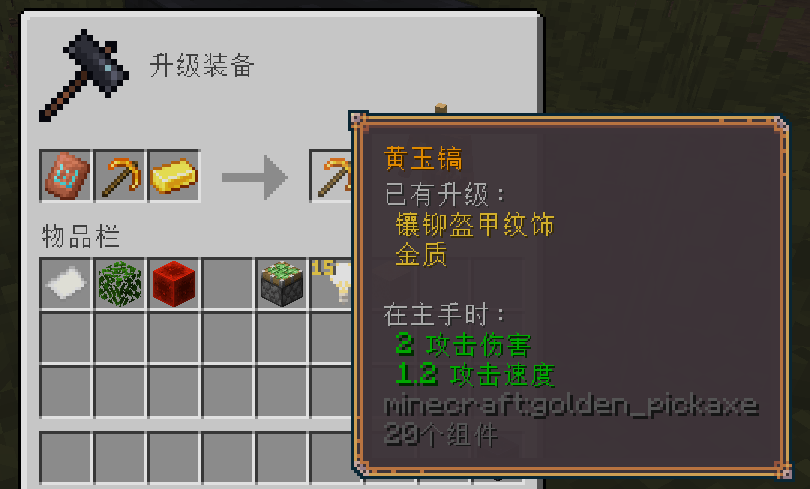 升级装备
黄玉镐
已有升级：
镶铆盔甲纹饰
金质
物品栏
15
在主手时：
2 攻击伤害
1.2 攻击速度
minecraft:golden_pickaxe
20个组件